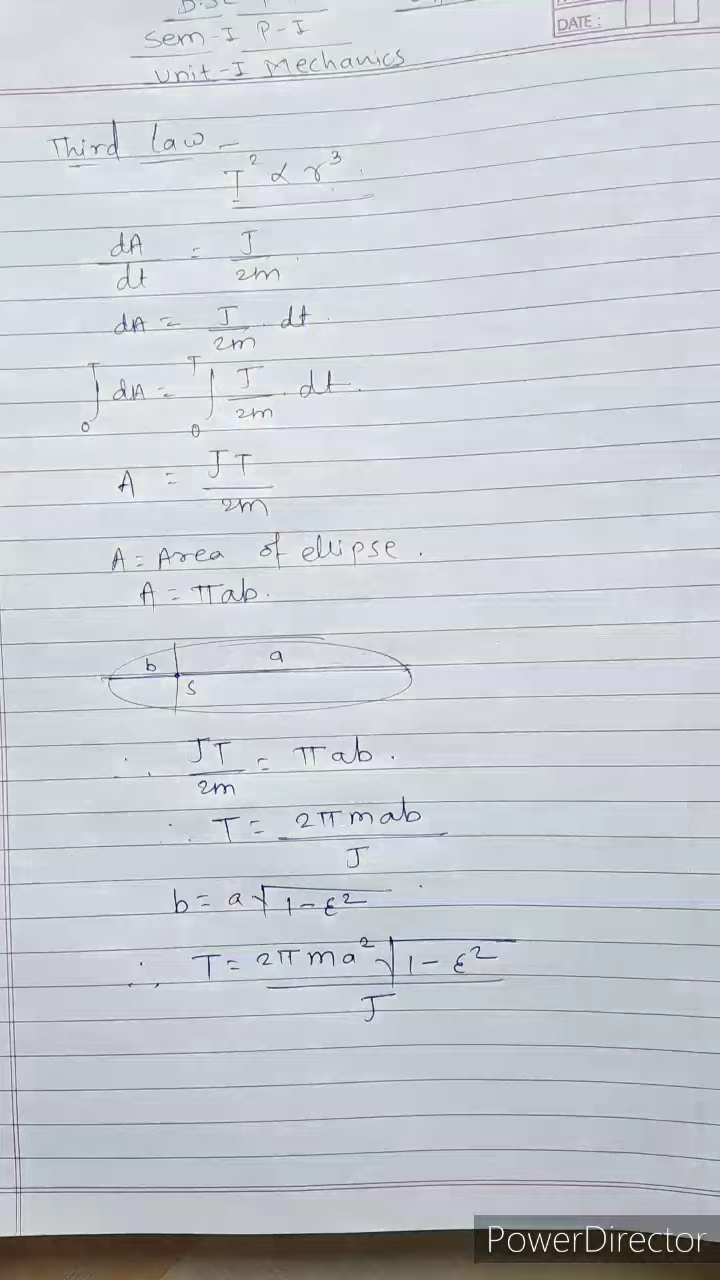 Sem-I P-I
DATE:
Unit-I Mechanics
Third law -
T² ∝ r³.
dA/dt = J/2m.
dA = J/2m . dt.
∫₀ᵀ dA = ∫₀ᵀ J/2m . dt.
A = JT/2m
A = Area of ellipse.
A = πab.
b a
S
∴ JT/2m = πab.
∴ T = 2πmab/J
b = a√1-ε²
∴ T = 2πma²√1-ε²/J
PowerDirector